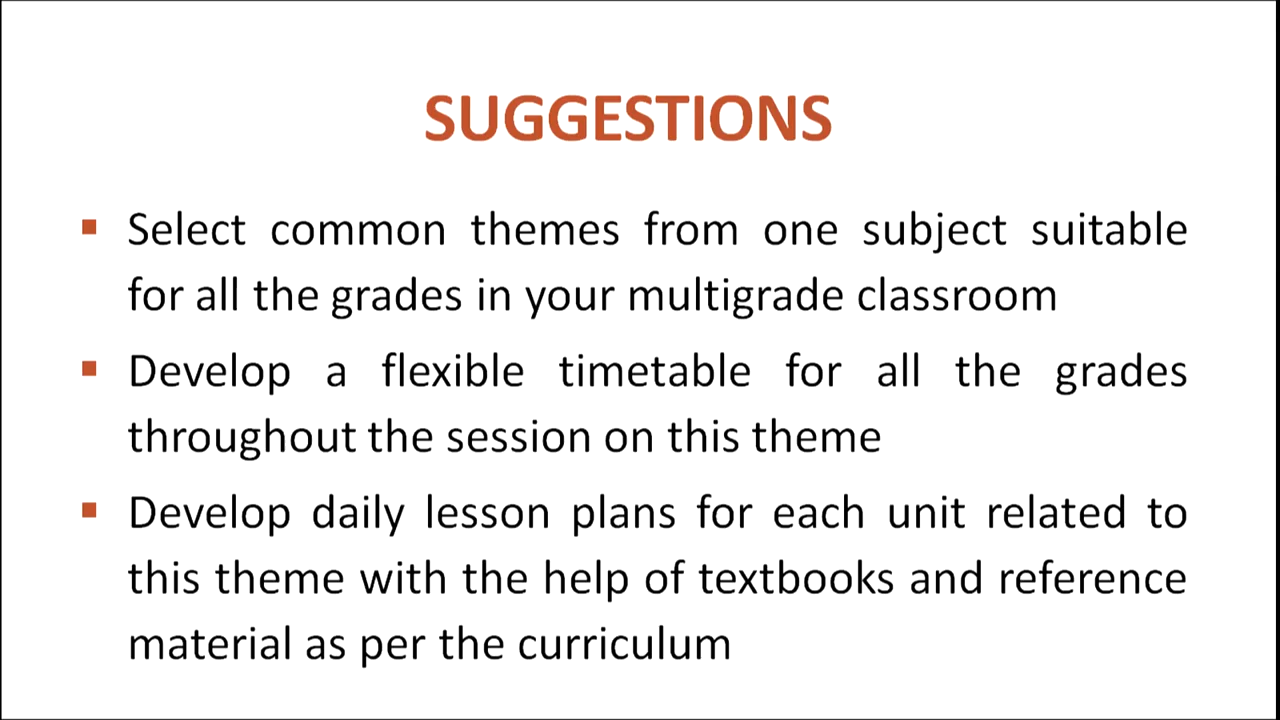 SUGGESTIONS
▪ Select common themes from one subject suitable
for all the grades in your multigrade classroom
▪ Develop a flexible timetable for all the grades
throughout the session on this theme
▪ Develop daily lesson plans for each unit related to
this theme with the help of textbooks and reference
material as per the curriculum